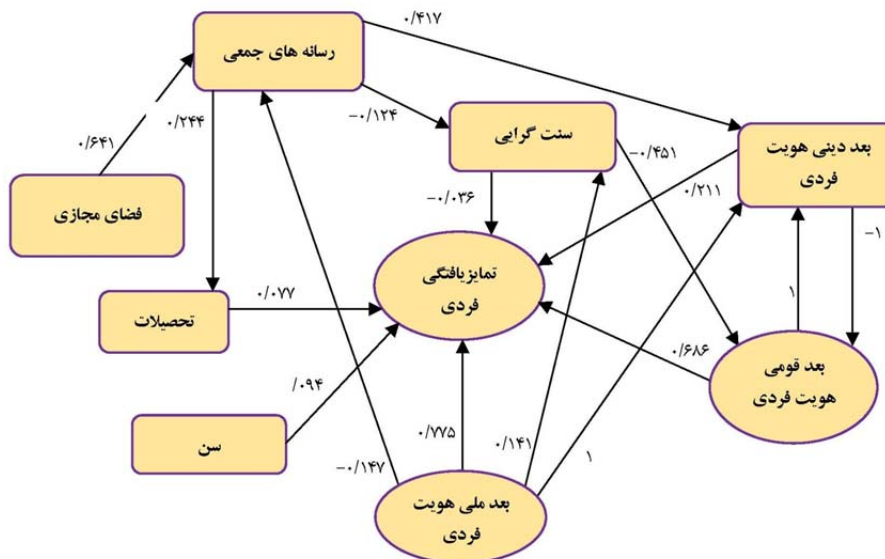 ۰/۴۱۷
رسانه های جمعی
-۰/۱۲۴
۰/۲۴۴
۰/۶۴۱
سنت گرایی
-۰/۴۵۱
بعد دینی هویت
فردی
۰/۲۱۱
-۰/۰۳۶
فضای مجازی
-۱
۱
تمایزیافتگی
فردی
۰/۰۷۷
تحصیلات
۰/۶۸۶
بعد قومی
هویت فردی
/۰۹۴
سن
۰/۷۷۵
۰/۱۴۱
۱
-۰/۱۴۷
بعد ملی هویت
فردی